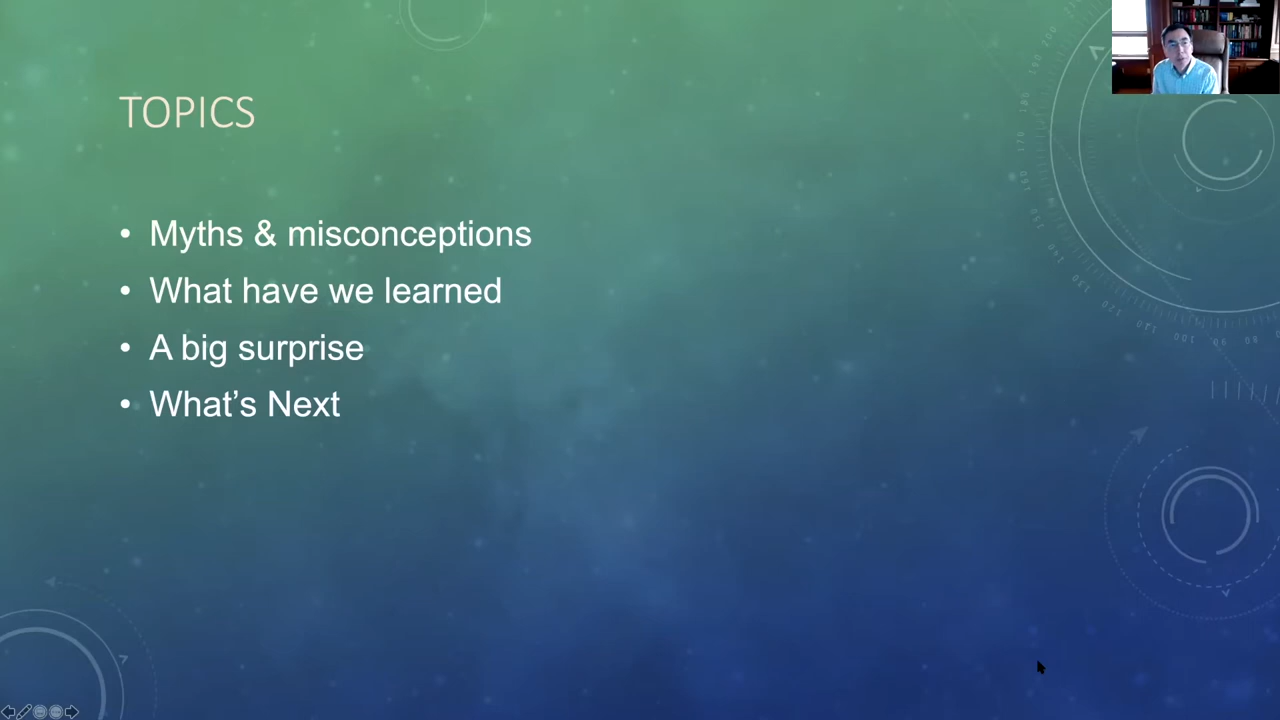 TOPICS
• Myths & misconceptions
• What have we learned
• A big surprise
• What’s Next